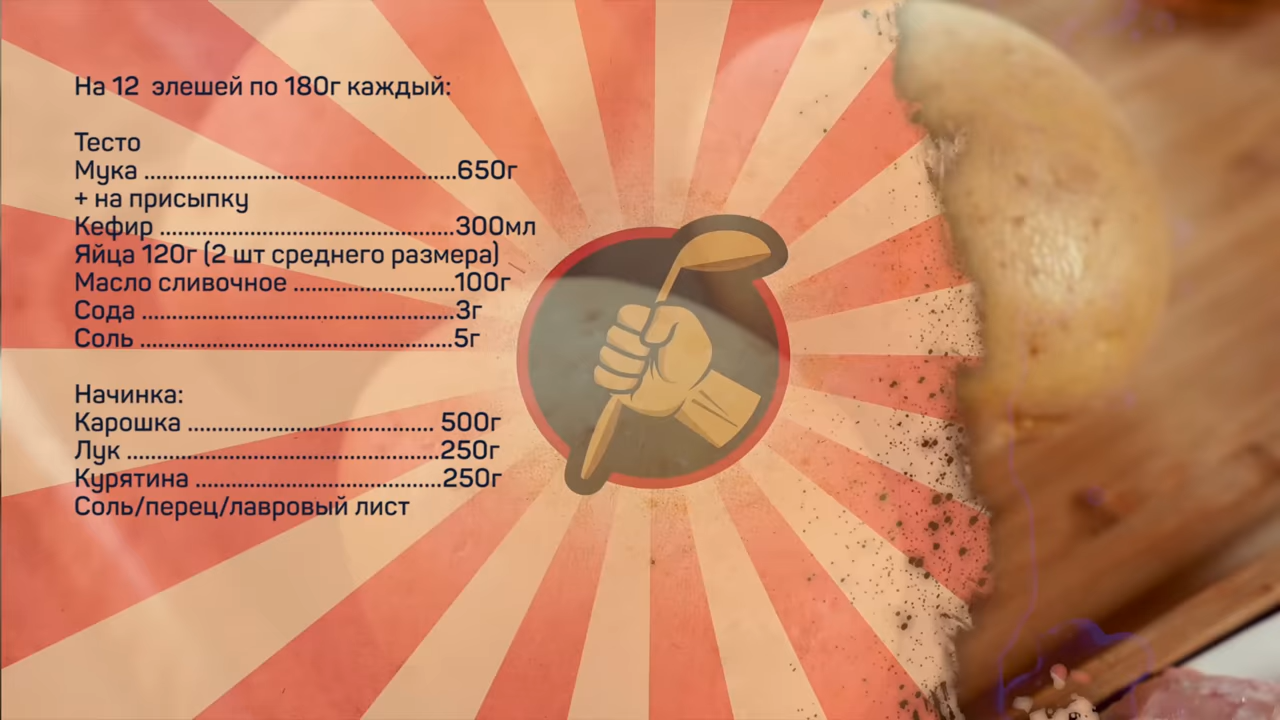 На 12 элешей по 180г каждый:
Тесто
Мука .............................................650г
+ на присыпку
Кефир ...........................................300мл
Яйца 120г (2 шт среднего размера)
Масло сливочное .......................100г
Сода .............................................3г
Соль .............................................5г
Начинка:
Карошка ................................... 500г
Лук .............................................250г
Курятина ....................................250г
Соль/перец/лавровый лист